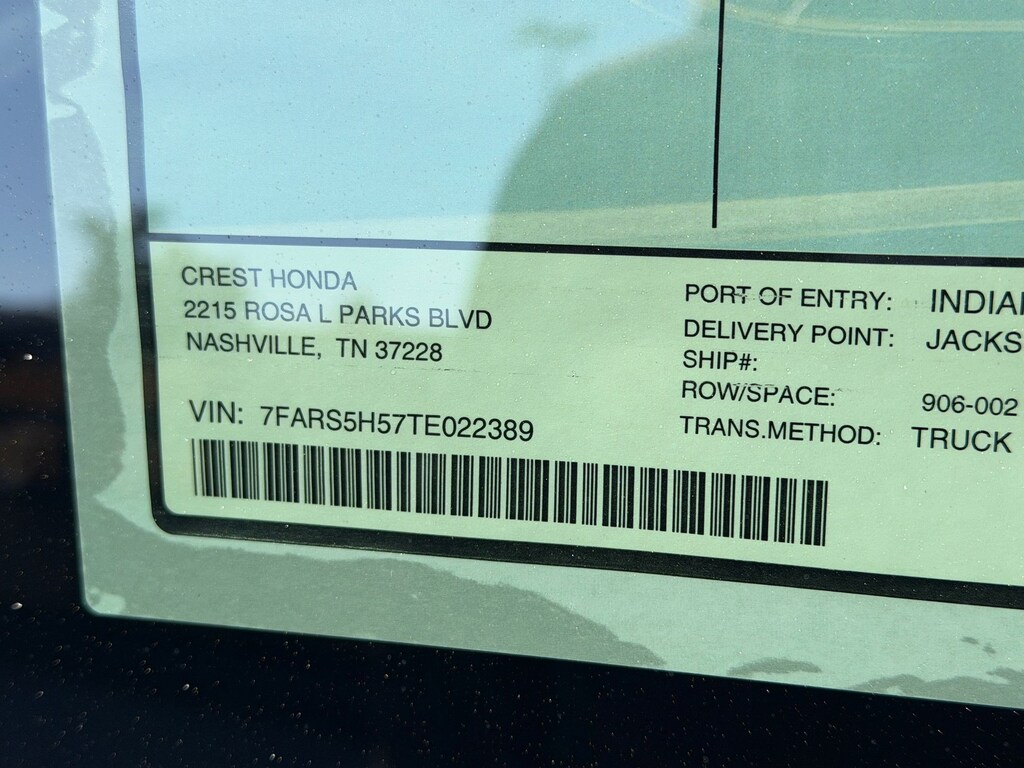 CREST HONDA
2215 ROSA L PARKS BLVD
NASHVILLE, TN 37228
VIN: 7FARS5H57TE022389
PORT OF ENTRY:
DELIVERY POINT:
SHIP#:
ROW/SPACE: 906-002
TRANS.METHOD: TRUCK